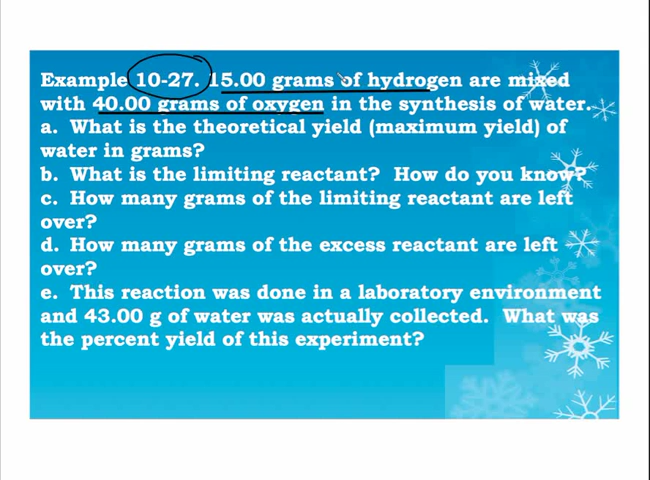 Example 10-27. 15.00 grams of hydrogen are mixed
with 40.00 grams of oxygen in the synthesis of water.
a. What is the theoretical yield (maximum yield) of
water in grams?
b. What is the limiting reactant? How do you know?
c. How many grams of the limiting reactant are left
over?
d. How many grams of the excess reactant are left
over?
e. This reaction was done in a laboratory environment
and 43.00 g of water was actually collected. What was
the percent yield of this experiment?